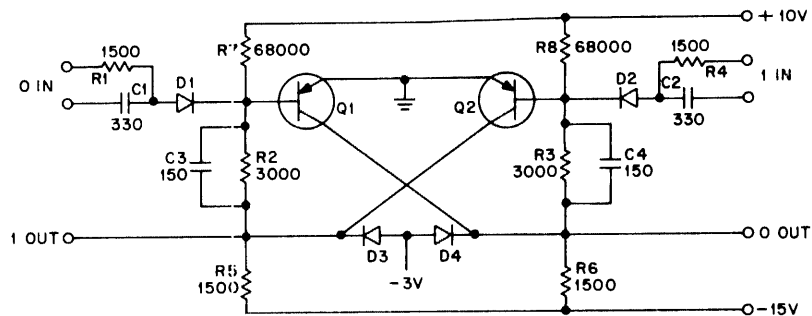 +10V
R7
68000
R8
68000
1500
R1
0 IN
C1
330
D1
Q1
Q2
D2
1500
R4
C2
330
1 IN
C3
150
R2
3000
R3
3000
C4
150
1 OUT
D3
D4
-3V
0 OUT
R5
1500
R6
1500
-15V